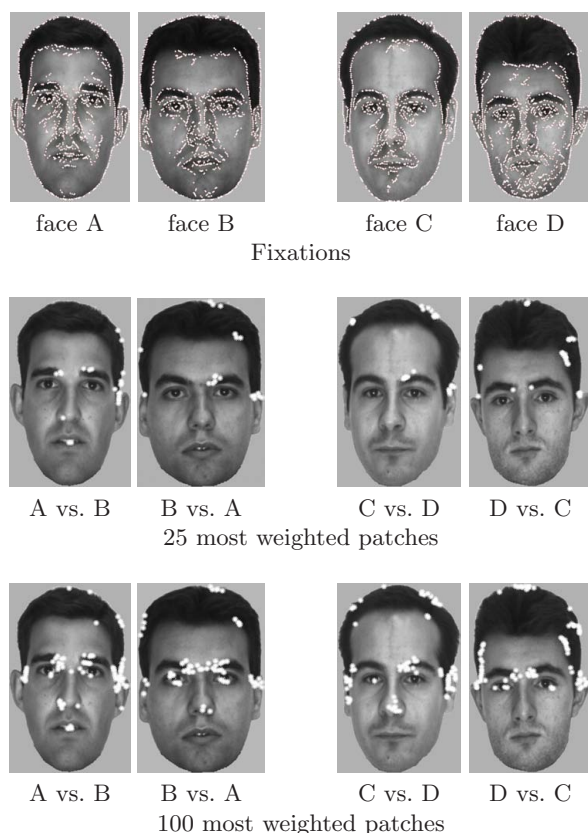 face A face B face C face D
Fixations
A vs. B B vs. A C vs. D D vs. C
25 most weighted patches
A vs. B B vs. A C vs. D D vs. C
100 most weighted patches